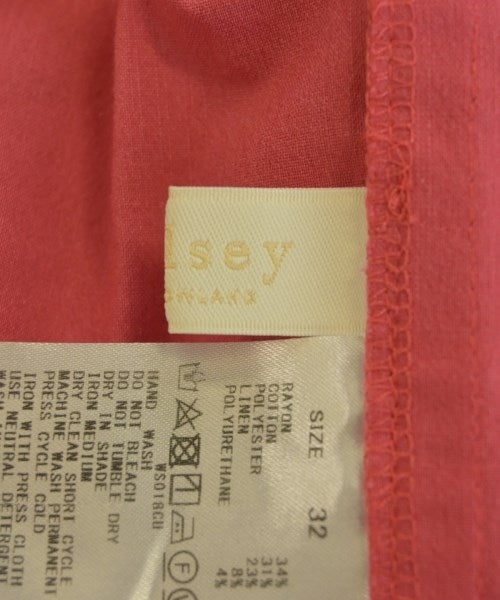 lsey
SIZE 32
RAYON 34%
COTTON 31%
POLYESTER 23%
LINEN 8%
POLYURETHANE 4%
WS018GU
HAND WASH
DO NOT BLEACH
DO NOT TUMBLE DRY
DRY IN SHADE
IRON MEDIUM
DRY CLEAN SHORT CYCLE
MACHINE WASH PERMANENT
PRESS CYCLE COLD
IRON WITH PRESS CLOTH
USE NEUTRAL DETERGENT